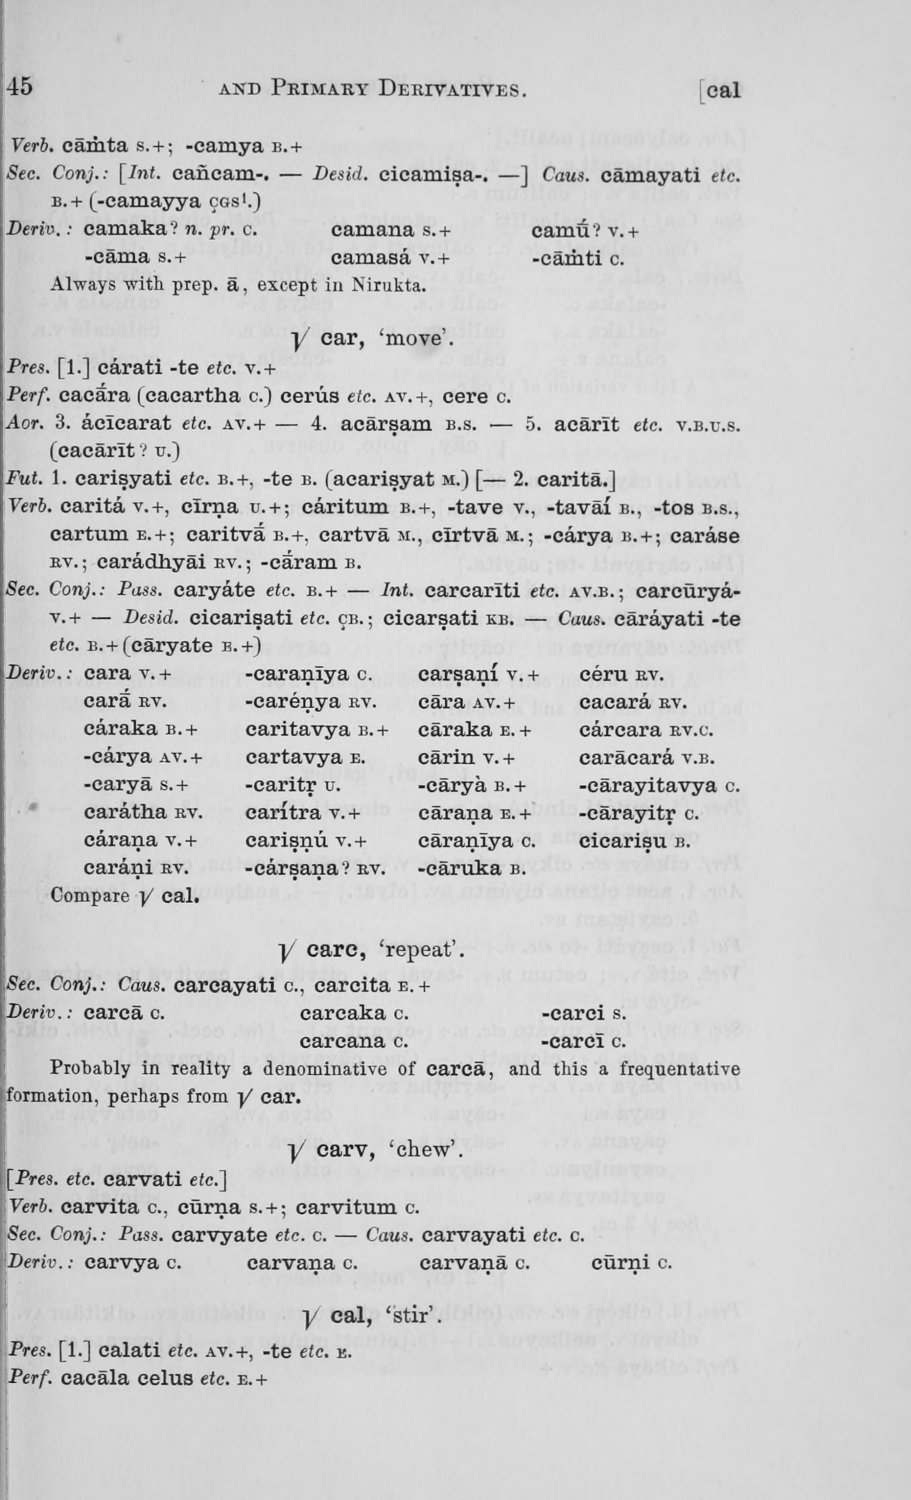 45 AND PRIMARY DERIVATIVES. [cal
Verb. cāṁta S.+; -camya B.+
Sec. Conj.: [Int. cañcam-. — Desid. cicamiṣa-. —] Caus. cāmayati etc.
B.+ (-camayya ÇGS¹.)
Deriv.: camaka? n. pr. C. camana S.+ camū́? V.+
-cāma S.+ camasá V.+ -cāṁti C.
Always with prep. ā, except in Nirukta.
√ car, ‘move’.
Pres. [1.] cárati -te etc. V.+
Perf. cacā́ra (cacartha C.) cerús etc. AV.+, cere C.
Aor. 3. ácīcarat etc. AV.+ — 4. acārṣam B.S. — 5. acārīt etc. V.B.U.S.
(cacārīt? U.)
Fut. 1. cariṣyati etc. B.+, -te B. (acariṣyat M.) [— 2. caritā.]
Verb. caritá V.+, cīrṇa U.+; cáritum B.+, -tave V., -tavāí B., -tos B.S.,
cartum E.+; caritvā́ B.+, cartvā M., cīrtvā M.; -cárya B.+; caráse
RV.; carádhyāi RV.; -cā́ram B.
Sec. Conj.: Pass. caryáte etc. B.+ — Int. carcarīti etc. AV.B.; carcūryá-
V.+ — Desid. cicariṣati etc. ÇB.; cicarṣati KB. — Caus. cāráyati -te
etc. B.+ (cāryate E.+)
Deriv.: cara V.+ -caraṇīya C. carṣaṇí V.+ céru RV.
carā́ RV. -caréṇya RV. cāra AV.+ cacará RV.
cáraka B.+ caritavya B.+ cāraka E.+ cárcara RV.C.
-cárya AV.+ cartavya E. cārin V.+ carācará V.B.
-caryā S.+ -caritṛ U. -cāryà B.+ -cārayitavya C.
carátha RV. carítra V.+ cāraṇa E.+ -cārayitṛ C.
cáraṇa V.+ cariṣṇú V.+ cāraṇīya C. cicariṣu B.
caráṇi RV. -cárṣaṇa? RV. -cāruka B.
Compare √ cal.
√ carc, ‘repeat’.
Sec. Conj.: Caus. carcayati C., carcita E.+
Deriv.: carcā C. carcaka C. -carci S.
carcana C. -carcī C.
Probably in reality a denominative of carcā, and this a frequentative
formation, perhaps from √ car.
√ carv, ‘chew’.
[Pres. etc. carvati etc.]
Verb. carvita C., cūrṇa S.+; carvitum C.
Sec. Conj.: Pass. carvyate etc. C. — Caus. carvayati etc. C.
Deriv.: carvya C. carvaṇa C. carvaṇā C. cūrṇi C.
√ cal, ‘stir’.
Pres. [1.] calati etc. AV.+, -te etc. E.
Perf. cacāla celus etc. E.+